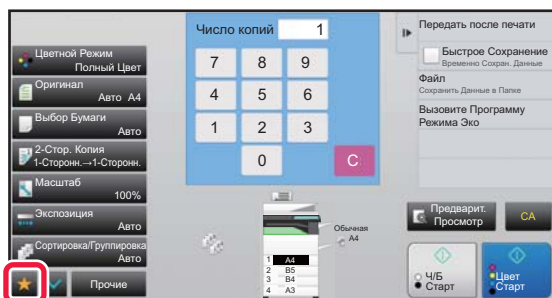 Число копий 1
Передать после печати
Цветной Режим
Полный Цвет
Быстрое Сохранение
Временно Сохран. Данные
Оригинал
Авто A4
Файл
Сохранить Данные в Папке
Выбор Бумаги
Авто
Вызовите Программу
Режима Эко
2-Стор. Копия
1-Сторонн.→1-Сторонн.
Масштаб
100%
Экспозиция
Авто
Сортировка/Группировка
Авто
Прочие
7 8 9
4 5 6
1 2 3
0 C
Обычная
A4
1 A4
2 B5
3 B4
4 A3
Предварит.
Просмотр
CA
Ч/Б
Старт
Цвет
Старт